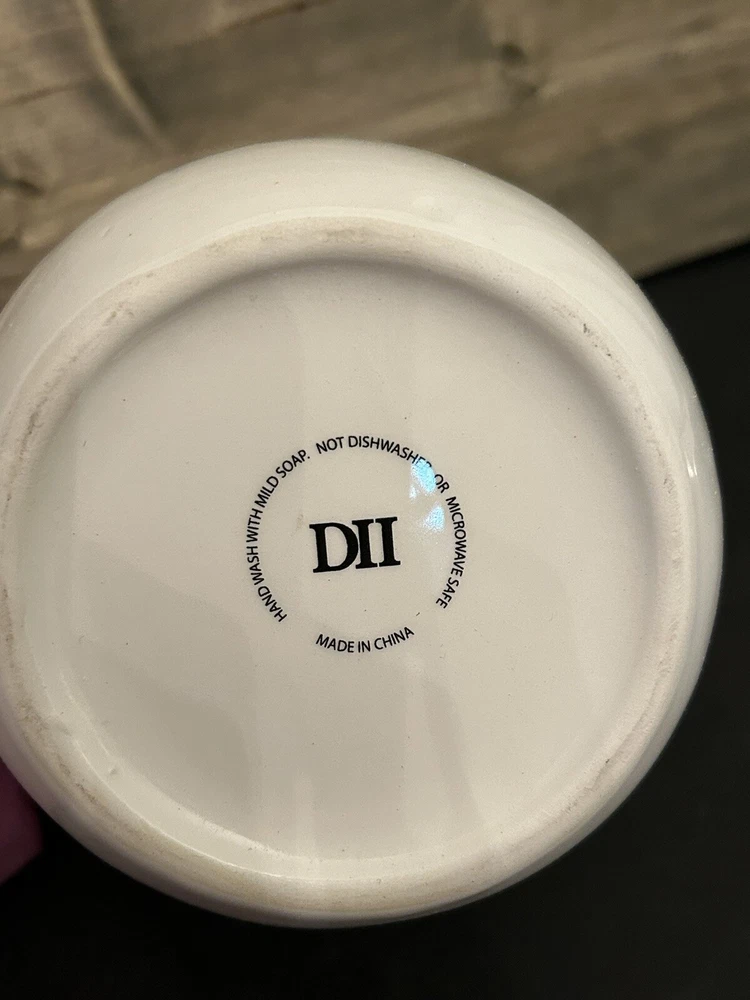 HAND WASH WITH MILD SOAP. NOT DISHWASHER OR MICROWAVE SAFE
DII
MADE IN CHINA